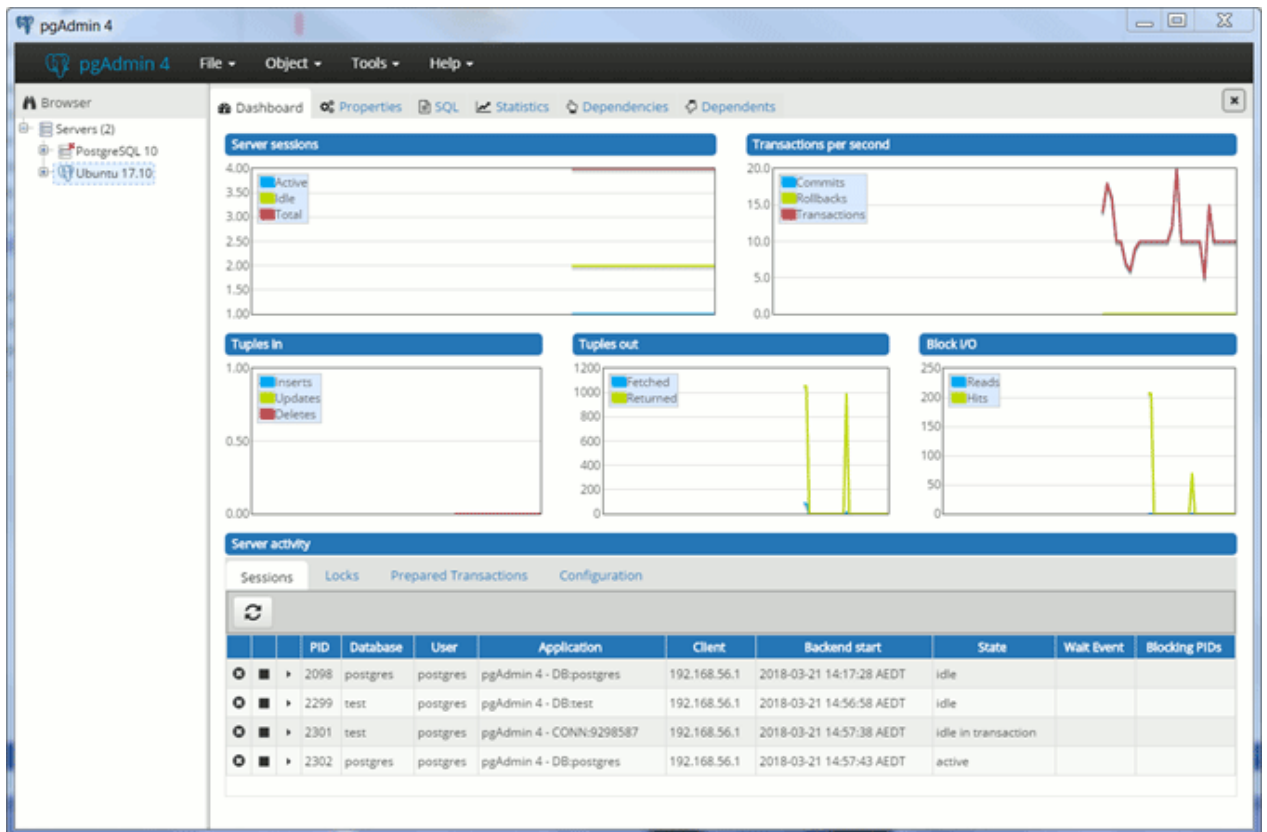 pgAdmin 4
pgAdmin 4 File Object Tools Help
Browser
Servers (2)
PostgreSQL 10
Ubuntu 17.10
Dashboard Properties SQL Statistics Dependencies Dependents
Server sessions
4.00
3.50
3.00
2.50
2.00
1.50
1.00
Active
Idle
Total
Transactions per second
20.0
15.0
10.0
5.0
0.0
Commits
Rollbacks
Transactions
Tuples in
1.00
0.50
0.00
Inserts
Updates
Deletes
Tuples out
1200
1000
800
600
400
200
0
Fetched
Returned
Block I/O
250
200
150
100
50
0
Reads
Hits
Server activity
Sessions Locks Prepared Transactions Configuration
PID Database User Application Client Backend start State Wait Event Blocking PIDs
2098 postgres postgres pgAdmin 4 - DB:postgres 192.168.56.1 2018-03-21 14:17:28 AEDT idle
2299 test postgres pgAdmin 4 - DB:test 192.168.56.1 2018-03-21 14:56:58 AEDT idle
2301 test postgres pgAdmin 4 - CONN:9298587 192.168.56.1 2018-03-21 14:57:38 AEDT idle in transaction
2302 postgres postgres pgAdmin 4 - DB:postgres 192.168.56.1 2018-03-21 14:57:43 AEDT active